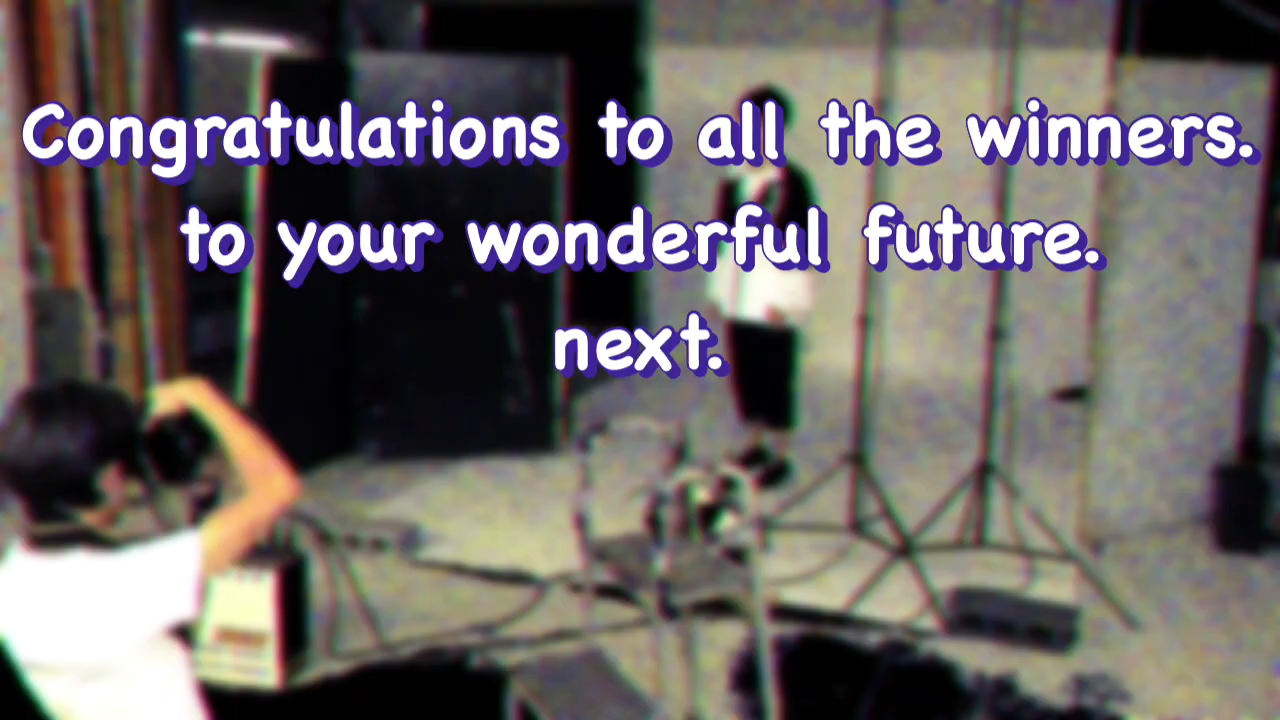 Congratulations to all the winners.
to your wonderful future.
next.